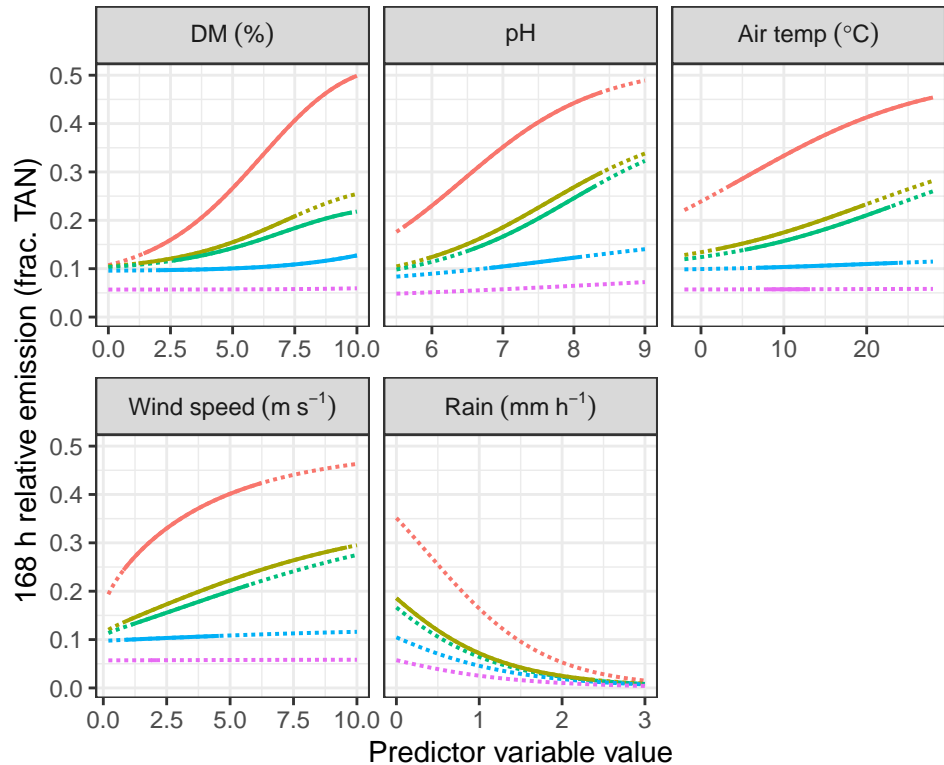 DM (%)
pH
Air temp (°C)
0.5
0.4
0.3
0.2
0.1
0.0
0.0 2.5 5.0 7.5 10.0
6 7 8 9
0 10 20
168 h relative emission (frac. TAN)
Wind speed (m s⁻¹)
Rain (mm h⁻¹)
0.5
0.4
0.3
0.2
0.1
0.0
0.0 2.5 5.0 7.5 10.0
0 1 2 3
Predictor variable value